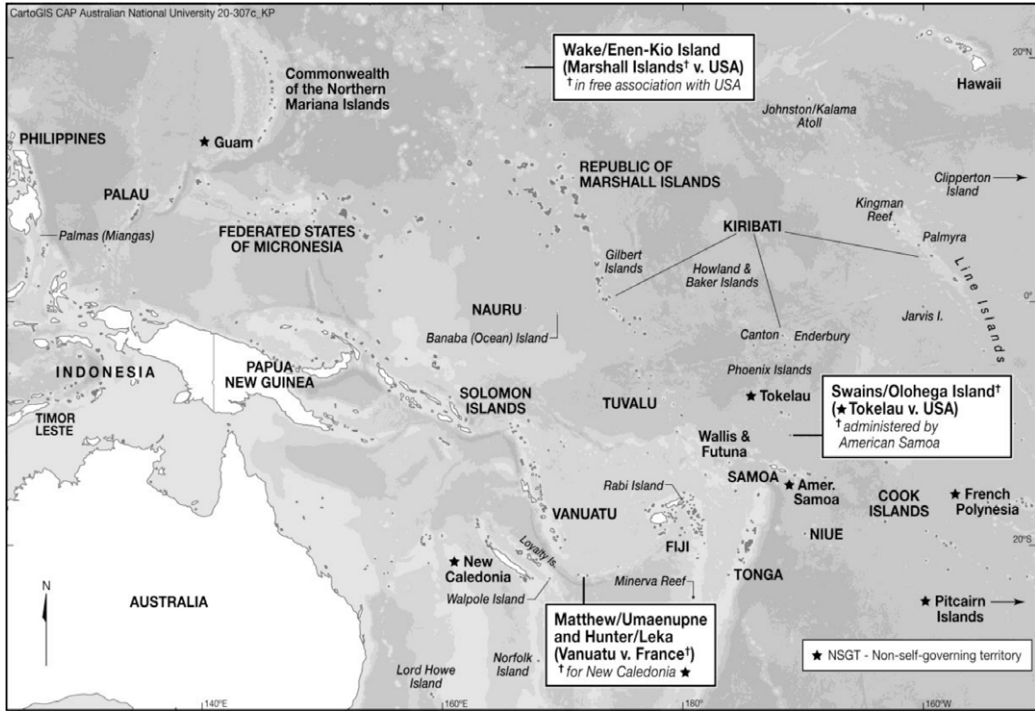 CartoGIS CAP Australian National University 20-307c_KP
Wake/Enen-Kio Island
(Marshall Islands† v. USA)
† in free association with USA
20°N
Hawaii
Commonwealth
of the Northern
Mariana Islands
Johnston/Kalama
Atoll
PHILIPPINES
★ Guam
REPUBLIC OF
MARSHALL ISLANDS
Clipperton
Island
PALAU
Kingman
Reef
FEDERATED STATES
OF MICRONESIA
KIRIBATI
Palmas (Miangas)
Palmyra
Gilbert
Islands
Howland &
Baker Islands
Line Islands
NAURU
0°
Banaba (Ocean) Island
Jarvis I.
Canton
Enderbury
INDONESIA
PAPUA
NEW GUINEA
Phoenix Islands
SOLOMON
ISLANDS
TUVALU
★ Tokelau
Swains/Olohega Island†
(★ Tokelau v. USA)
† administered by
American Samoa
TIMOR
LESTE
Wallis &
Futuna
SAMOA
★ Amer.
Samoa
Rabi Island
COOK
ISLANDS
★ French
Polynesia
VANUATU
FIJI
NIUE
20°S
Loyalty Is.
★ New
Caledonia
Minerva Reef
TONGA
Walpole Island
N
AUSTRALIA
★ Pitcairn
Islands
Matthew/Umaenupne
and Hunter/Leka
(Vanuatu v. France†)
† for New Caledonia ★
★ NSGT - Non-self-governing territory
Norfolk
Island
Lord Howe
Island
140°E
160°E
180°
160°W